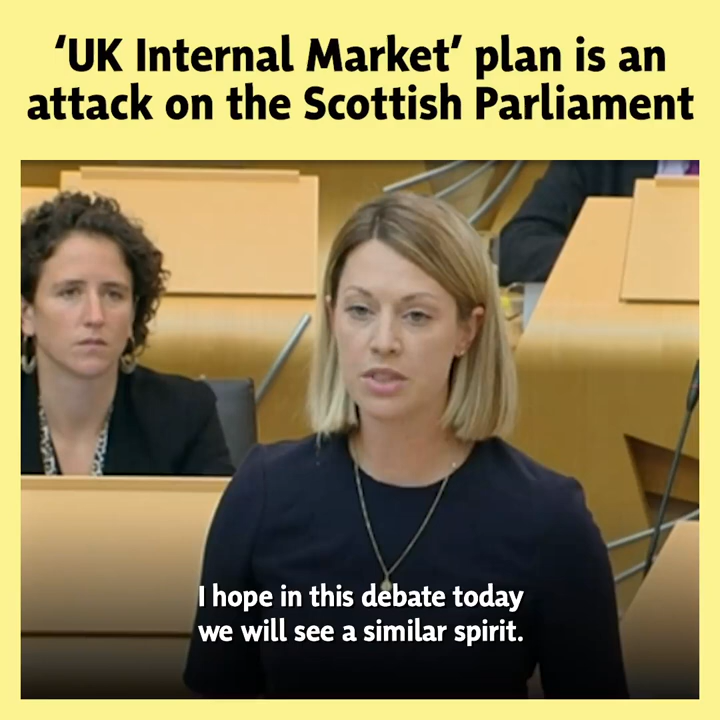 ‘UK Internal Market’ plan is an
attack on the Scottish Parliament
I hope in this debate today
we will see a similar spirit.